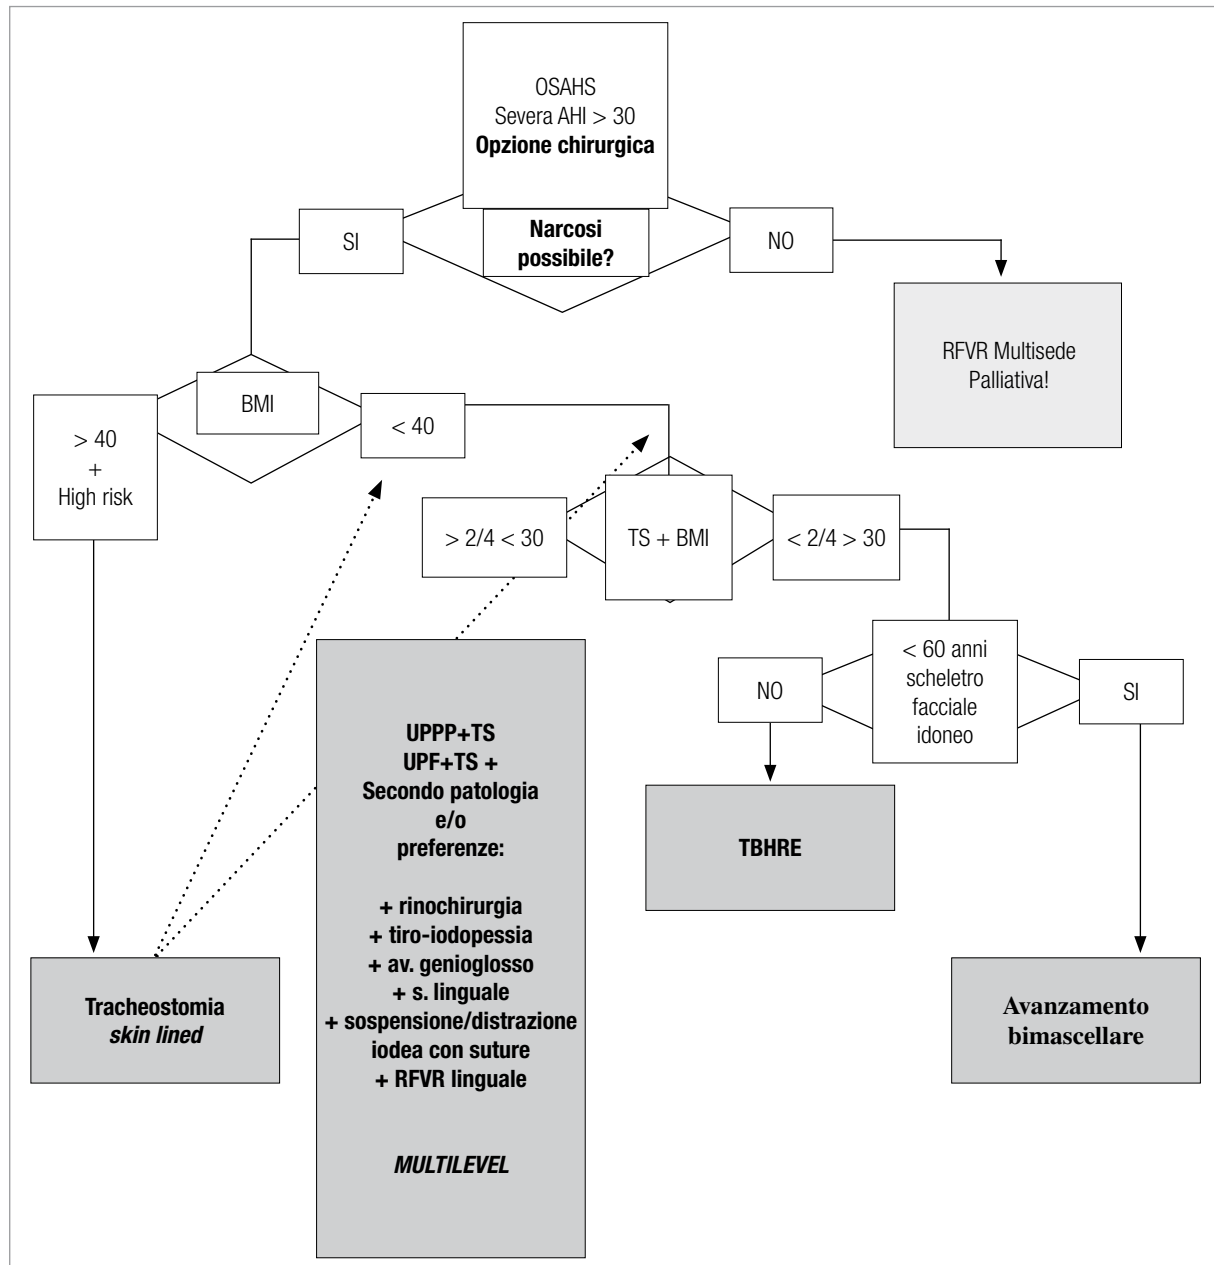 OSAHS
Severa AHI > 30
Opzione chirurgica
SI
Narcosi
possibile?
NO
RFVR Multisede
Palliativa!
BMI
> 40
+
High risk
< 40
> 2/4 < 30
TS + BMI
< 2/4 > 30
< 60 anni
scheletro
facciale
idoneo
NO
SI
UPPP+TS
UPF+TS +
Secondo patologia
e/o
preferenze:
+ rinochirurgia
+ tiro-iodopessia
+ av. genioglosso
+ s. linguale
+ sospensione/distrazione
iodea con suture
+ RFVR linguale
MULTILEVEL
TBHRE
Tracheostomia
skin lined
Avanzamento
bimascellare